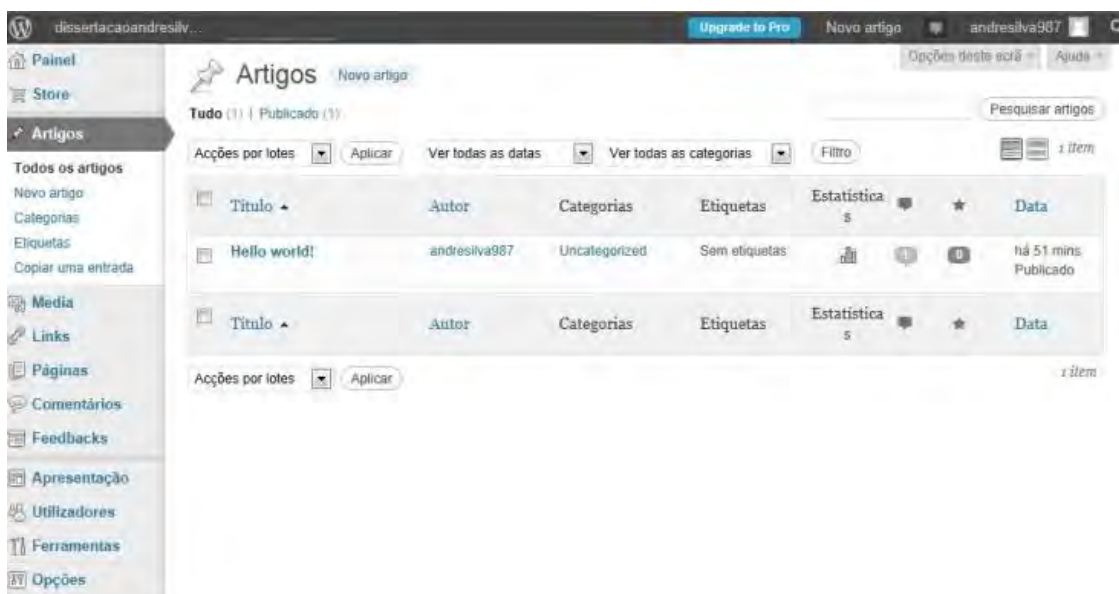 dissertacaoandresilv... Upgrade to Pro Novo artigo andresilva987
Painel
Store
Artigos
Todos os artigos
Novo artigo
Categorias
Etiquetas
Copiar uma entrada
Media
Links
Páginas
Comentários
Feedbacks
Apresentação
Utilizadores
Ferramentas
Opções
Opções deste ecrã Ajuda
Artigos Novo artigo
Tudo (1) | Publicado (1)
Pesquisar artigos
Acções por lotes Aplicar Ver todas as datas Ver todas as categorias Filtro 1 item
Título Autor Categorias Etiquetas Estatística Data
s
Hello world! andresilva987 Uncategorized Sem etiquetas 1 0 há 51 mins
Publicado
Título Autor Categorias Etiquetas Estatística Data
s
Acções por lotes Aplicar 1 item